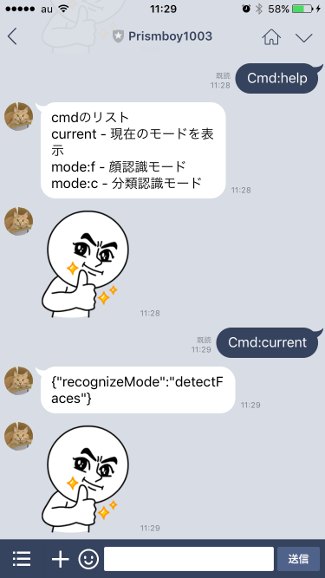 au 11:29 58%
Prismboy1003
既読
11:28
Cmd:help
cmdのリスト
current - 現在のモードを表
示
mode:f - 顔認識モード
mode:c - 分類認識モード
11:28
11:28
既読
11:29
Cmd:current
{"recognizeMode":"detectF
aces"}
11:29
11:29
送信